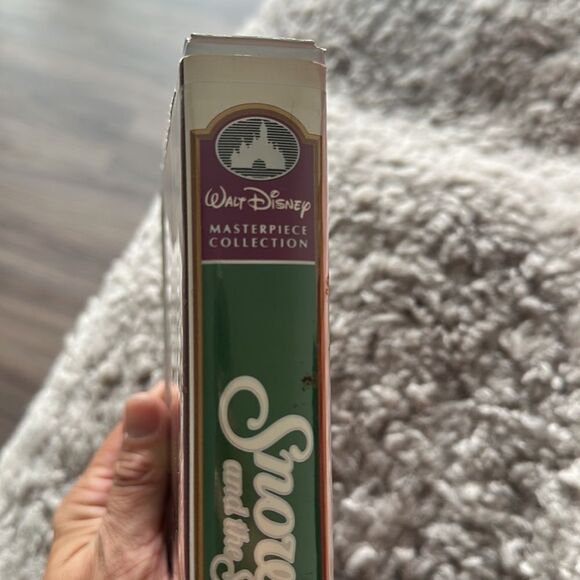 WALT DISNEY
MASTERPIECE
COLLECTION
Snow
and the